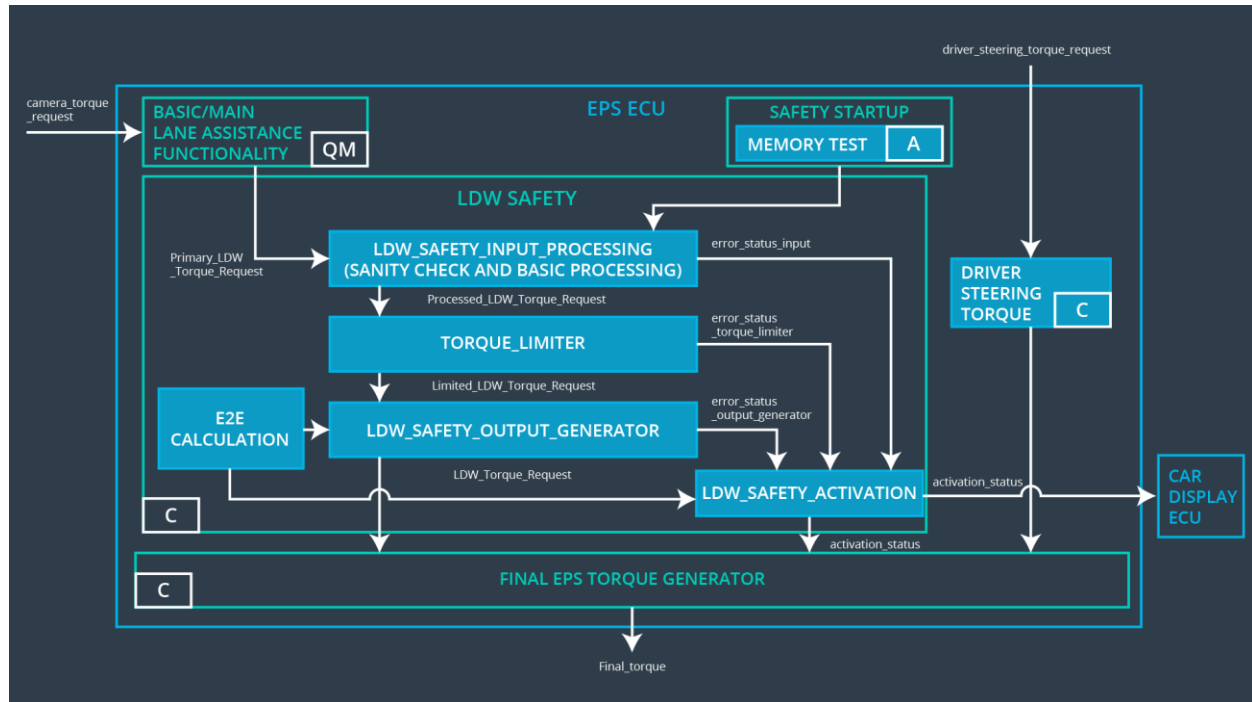 driver_steering_torque_request
camera_torque
_request
EPS ECU
BASIC/MAIN
LANE ASSISTANCE
FUNCTIONALITY
QM
SAFETY STARTUP
MEMORY TEST
A
LDW SAFETY
Primary_LDW
_Torque_Request
LDW_SAFETY_INPUT_PROCESSING
(SANITY CHECK AND BASIC PROCESSING)
error_status_input
Processed_LDW_Torque_Request
TORQUE_LIMITER
error_status
_torque_limiter
DRIVER
STEERING
TORQUE
C
Limited_LDW_Torque_Request
E2E
CALCULATION
LDW_SAFETY_OUTPUT_GENERATOR
error_status
_output_generator
LDW_Torque_Request
LDW_SAFETY_ACTIVATION
activation_status
CAR
DISPLAY
ECU
C
activation_status
FINAL EPS TORQUE GENERATOR
C
Final_torque